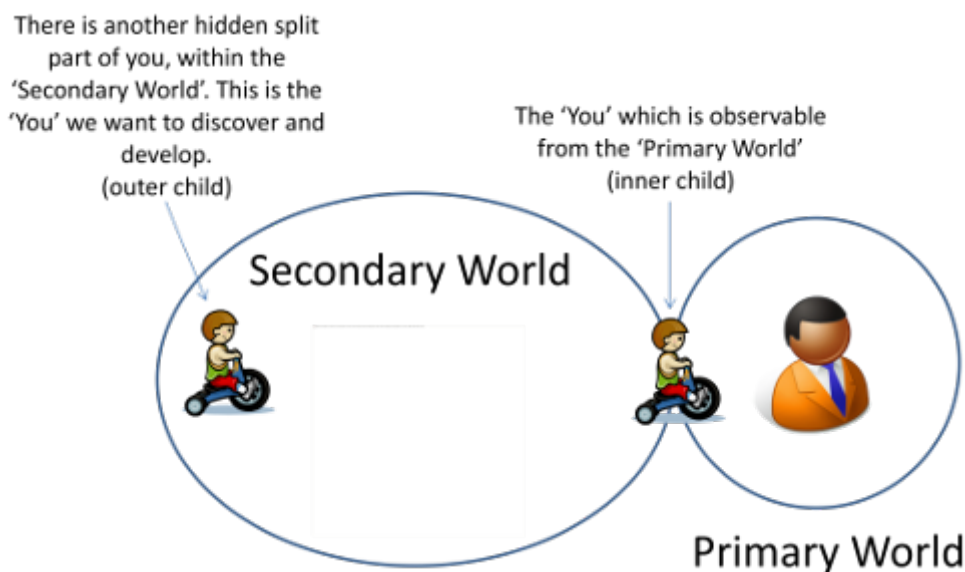 There is another hidden split
part of you, within the
‘Secondary World’. This is the
‘You’ we want to discover and
develop.
(outer child)
The ‘You’ which is observable
from the ‘Primary World’
(inner child)
Secondary World
Primary World